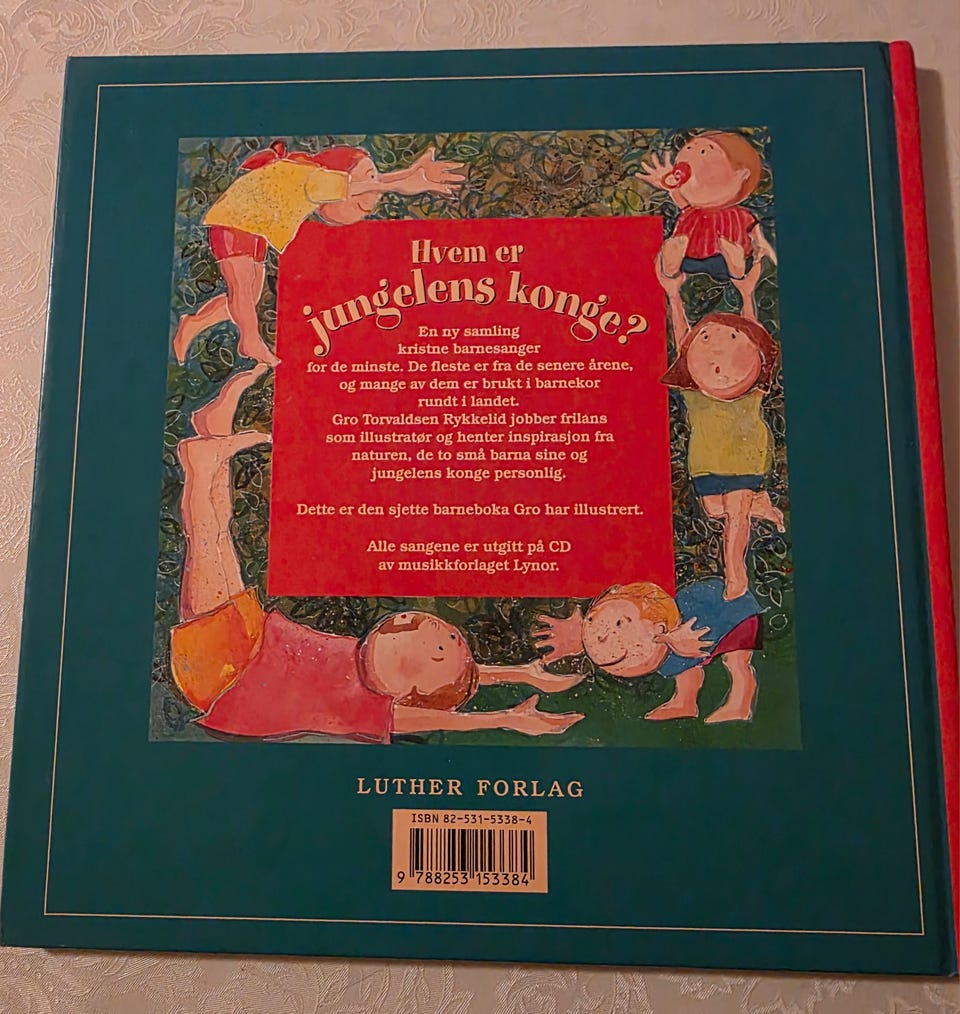 Hvem er
jungelens konge?
En ny samling
kristne barnesanger
for de minste. De fleste er fra de senere årene,
og mange av dem er brukt i barnekor
rundt i landet.
Gro Torvaldsen Rykkelid jobber frilans
som illustratør og henter inspirasjon fra
naturen, de to små barna sine og
jungelens konge personlig.
Dette er den sjette barneboka Gro har illustrert.
Alle sangene er utgitt på CD
av musikkforlaget Lynor.
LUTHER FORLAG
ISBN 82-531-5338-4
9 788253 153384